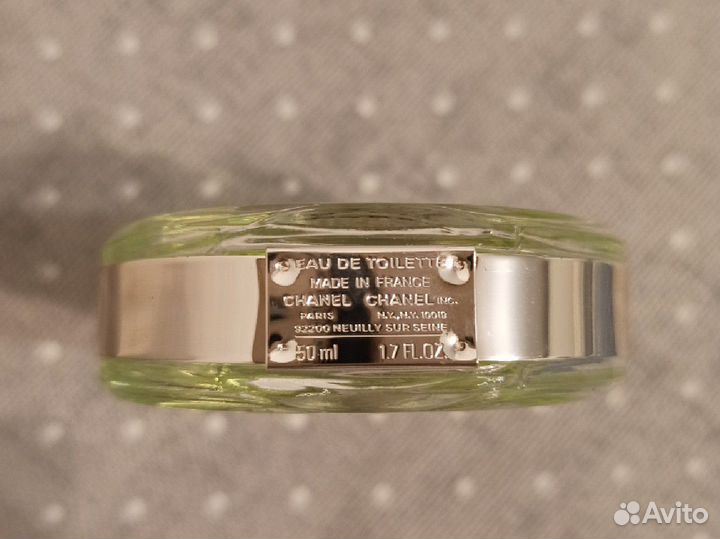 EAU DE TOILETTE
MADE IN FRANCE
CHANEL CHANEL INC.
PARIS N.Y., N.Y. 10019
92200 NEUILLY SUR SEINE
50 ml 1.7 FL.OZ.
Avito